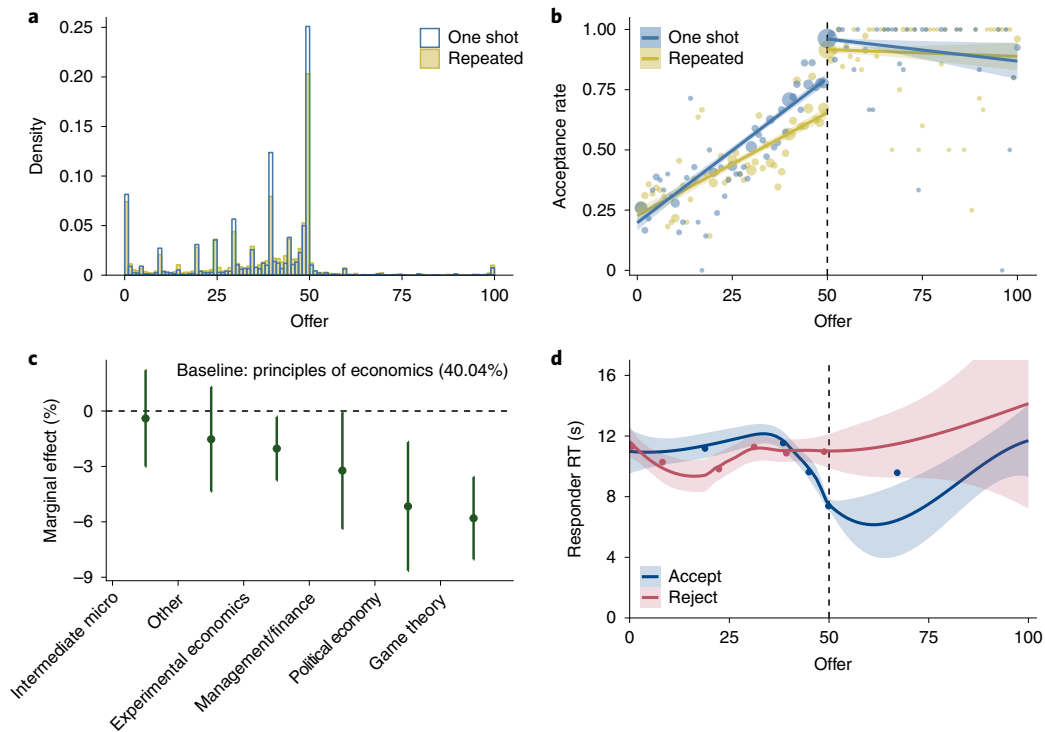 a
0.25
0.20
0.15
0.10
0.05
0
Density
One shot
Repeated
0
25
50
75
100
Offer
b
1.00
0.75
0.50
0.25
0
Acceptance rate
One shot
Repeated
0
25
50
75
100
Offer
c
Baseline: principles of economics (40.04%)
0
–3
–6
–9
Marginal effect (%)
Intermediate micro
Other
Experimental economics
Management/finance
Political economy
Game theory
d
16
12
8
4
0
Responder RT (s)
Accept
Reject
0
25
50
75
100
Offer